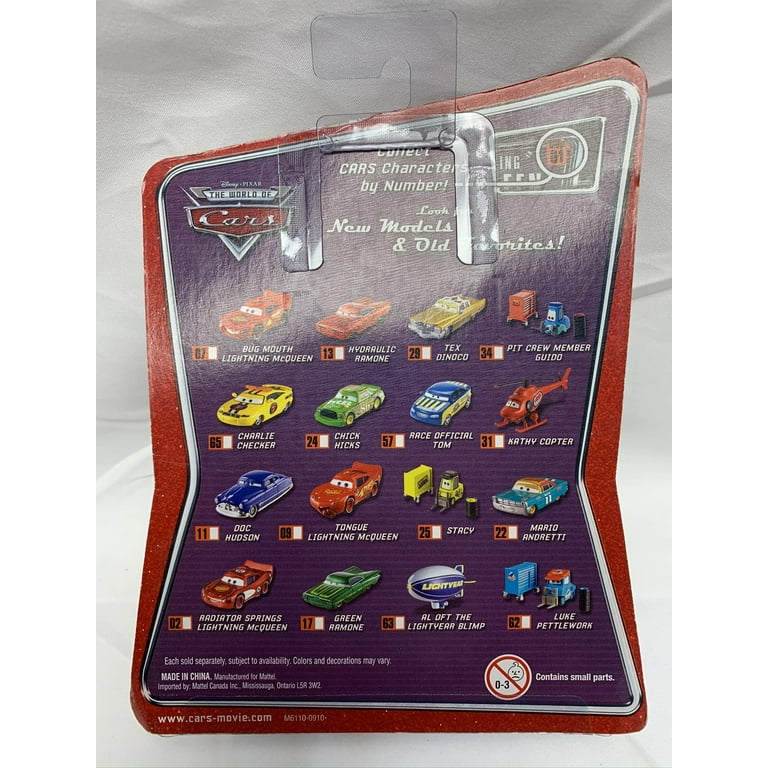 Collect
CARS Characters
by Number!
ING
Disney · PIXAR
THE WORLD OF
Cars
Look for
New Models
& Old Favorites!
07 BUG MOUTH
LIGHTNING McQUEEN
13 HYDRAULIC
RAMONE
29 TEX
DINOCO
34 PIT CREW MEMBER
GUIDO
65 CHARLIE
CHECKER
24 CHICK
HICKS
57 RACE OFFICIAL
TOM
31 KATHY COPTER
11 DOC
HUDSON
09 TONGUE
LIGHTNING McQUEEN
25 STACY
22 MARIO
ANDRETTI
LIGHTYEAR
02 RADIATOR SPRINGS
LIGHTNING McQUEEN
17 GREEN
RAMONE
63 AL OFT THE
LIGHTYEAR BLIMP
62 LUKE
PETTLEWORK
Each sold separately, subject to availability. Colors and decorations may vary.
MADE IN CHINA. Manufactured for Mattel.
Imported by: Mattel Canada Inc., Mississauga, Ontario L5R 3W2.
0-3
Contains small parts.
www.cars-movie.com M6110-0910